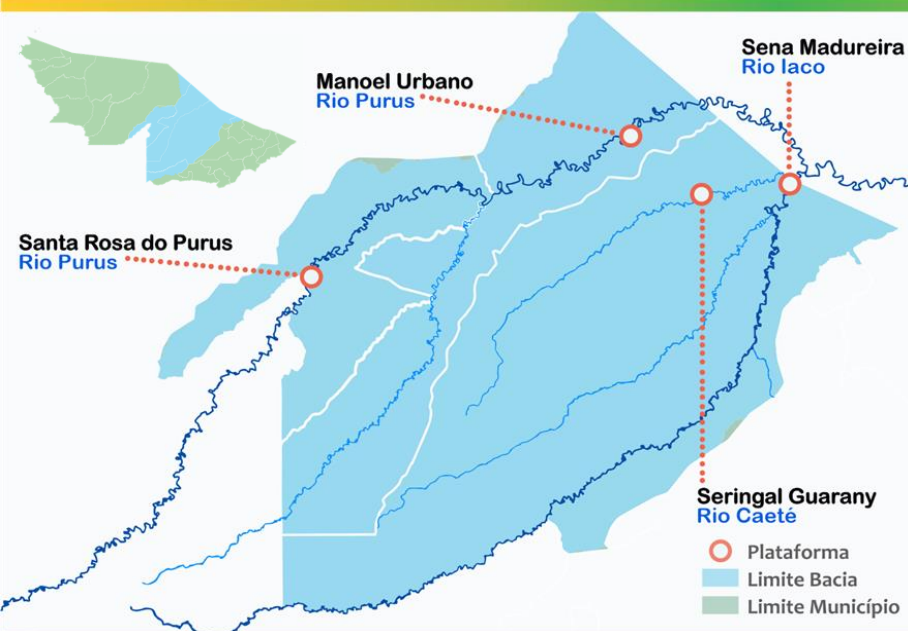 Sena Madureira
Rio Iaco
Manoel Urbano
Rio Purus
Santa Rosa do Purus
Rio Purus
Seringal Guarany
Rio Caeté
Plataforma
Limite Bacia
Limite Município